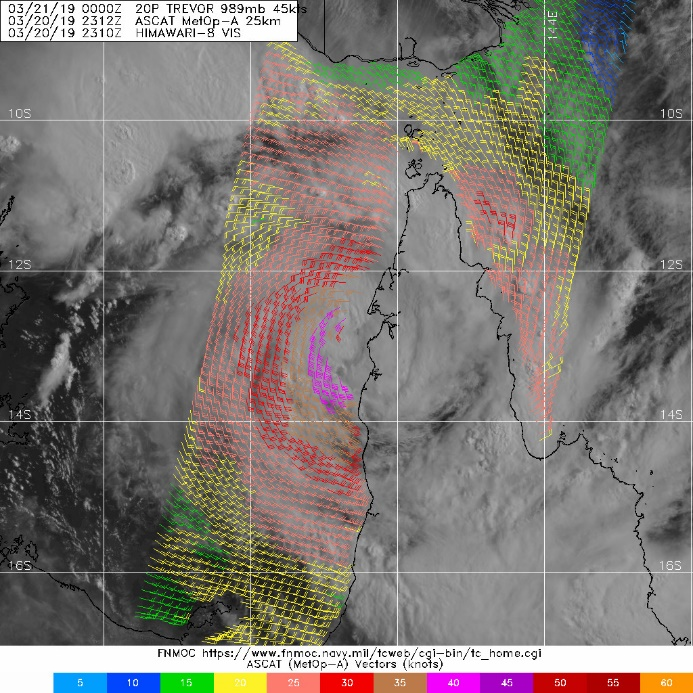 03/21/19 0000Z 20P TREVOR 989mb 45kts
03/20/19 2312Z ASCAT MetOp-A 25km
03/20/19 2310Z HIMAWARI-8 VIS
144E
10S 10S
12S 12S
14S 14S
16S 16S
FNMOC https://www.fnmoc.navy.mil/tcweb/cgi-bin/tc_home.cgi
ASCAT (MetOp-A) Vectors (knots)
5 10 15 20 25 30 35 40 45 50 55 60